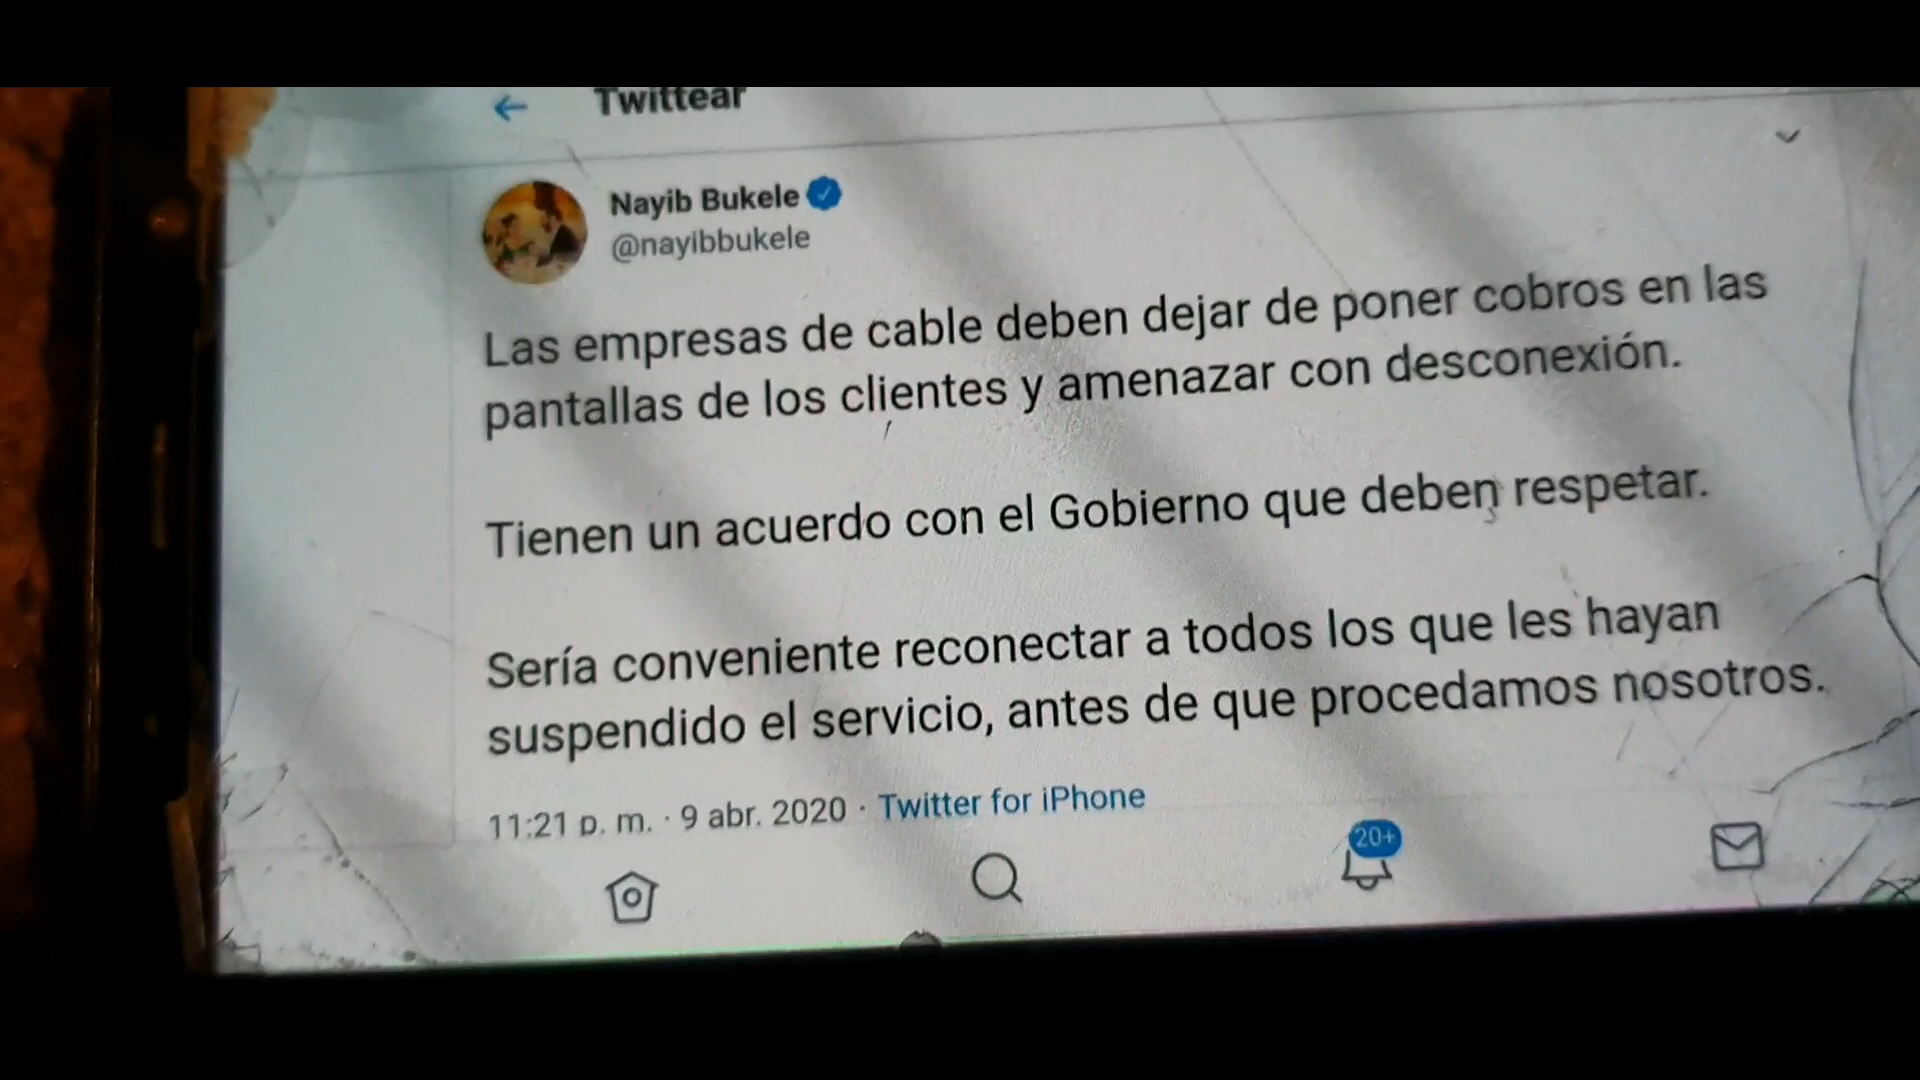 Twittear
Nayib Bukele
@nayibbukele
Las empresas de cable deben dejar de poner cobros en las
pantallas de los clientes y amenazar con desconexión.
Tienen un acuerdo con el Gobierno que deben respetar.
Sería conveniente reconectar a todos los que les hayan
suspendido el servicio, antes de que procedamos nosotros.
11:21 p. m. · 9 abr. 2020 · Twitter for iPhone
20+